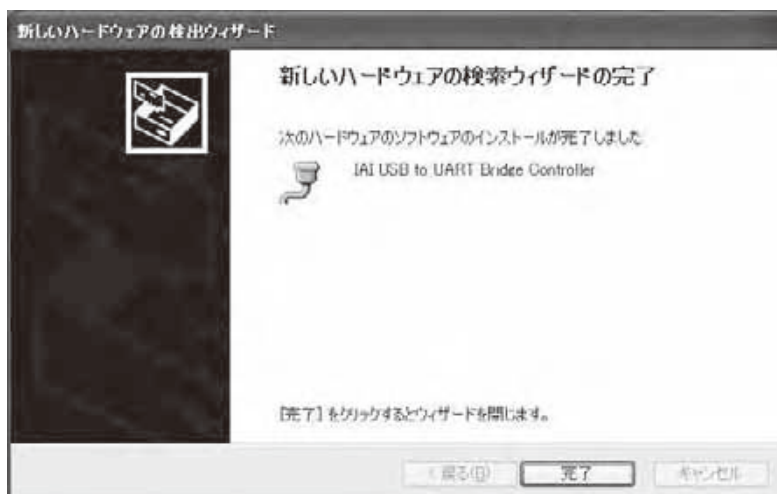 新しいハードウェアの検出ウィザード
新しいハードウェアの検索ウィザードの完了
次のハードウェアのソフトウェアのインストールが完了しました
IAI USB to UART Bridge Controller
[完了] をクリックするとウィザードを閉じます。
< 戻る(B) 完了 キャンセル